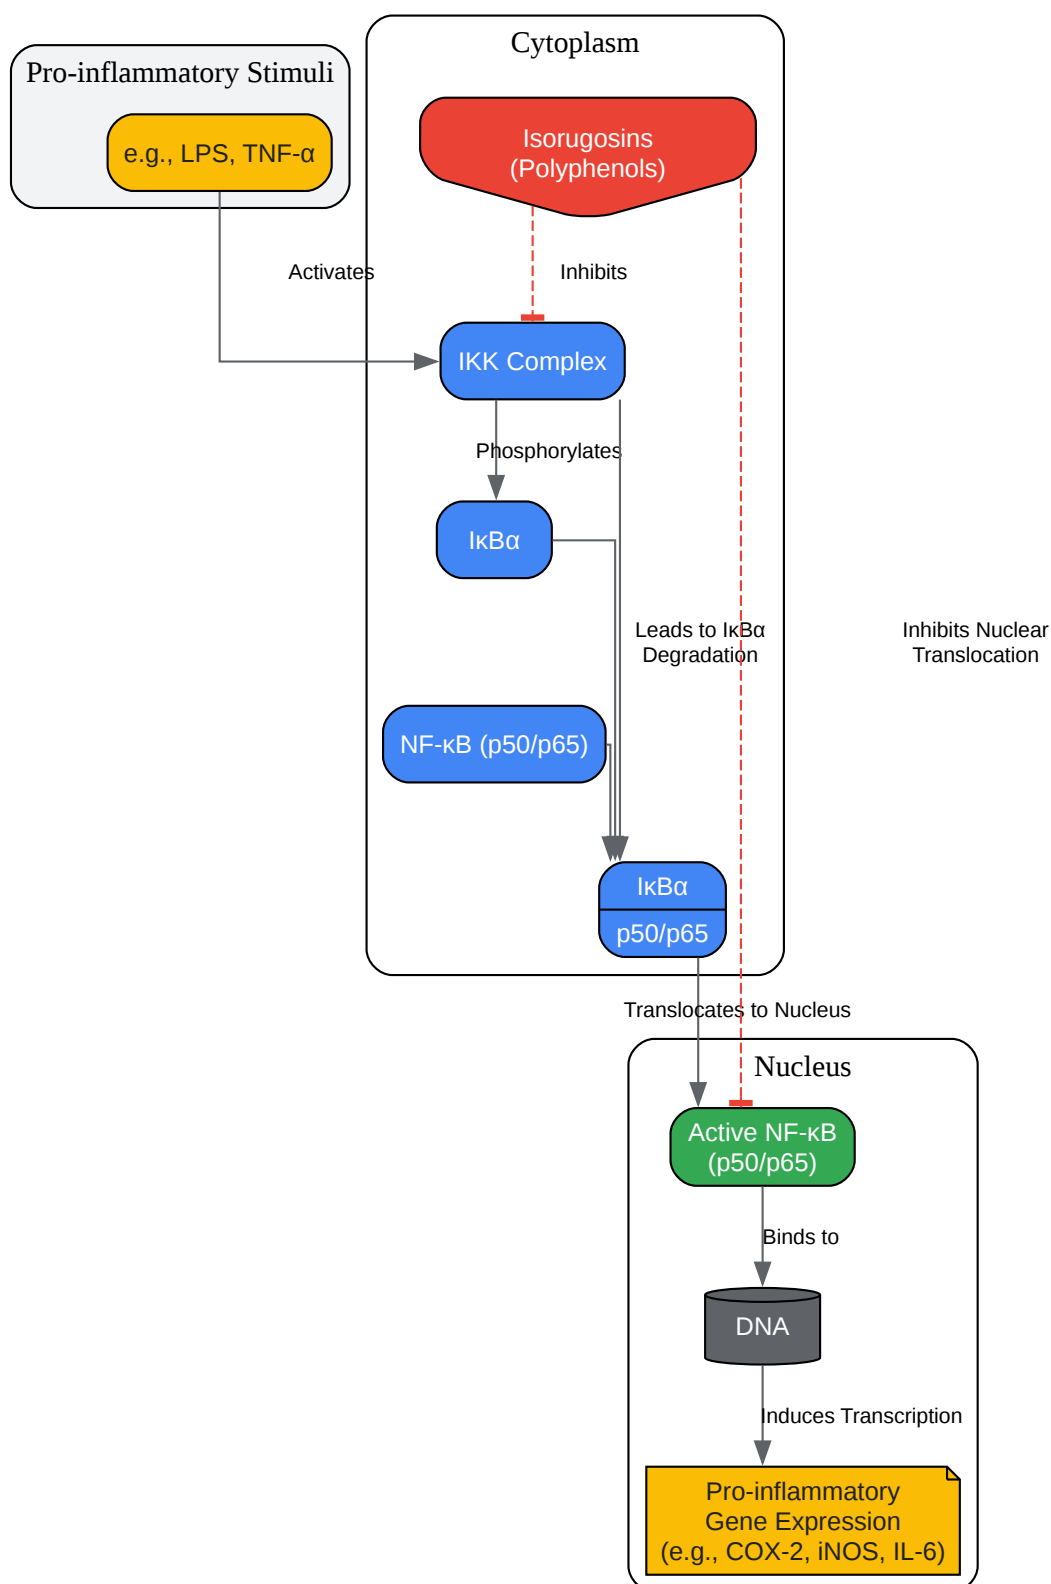 Cytoplasm
Pro-inflammatory Stimuli
e.g., LPS, TNF-α
Isorugosins
(Polyphenols)
Activates
Inhibits
IKK Complex
Phosphorylates
IκBα
Leads to IκBα
Degradation
Inhibits Nuclear
Translocation
NF-κB (p50/p65)
IκBα
p50/p65
Translocates to Nucleus
Nucleus
Active NF-κB
(p50/p65)
Binds to
DNA
Induces Transcription
Pro-inflammatory
Gene Expression
(e.g., COX-2, iNOS, IL-6)